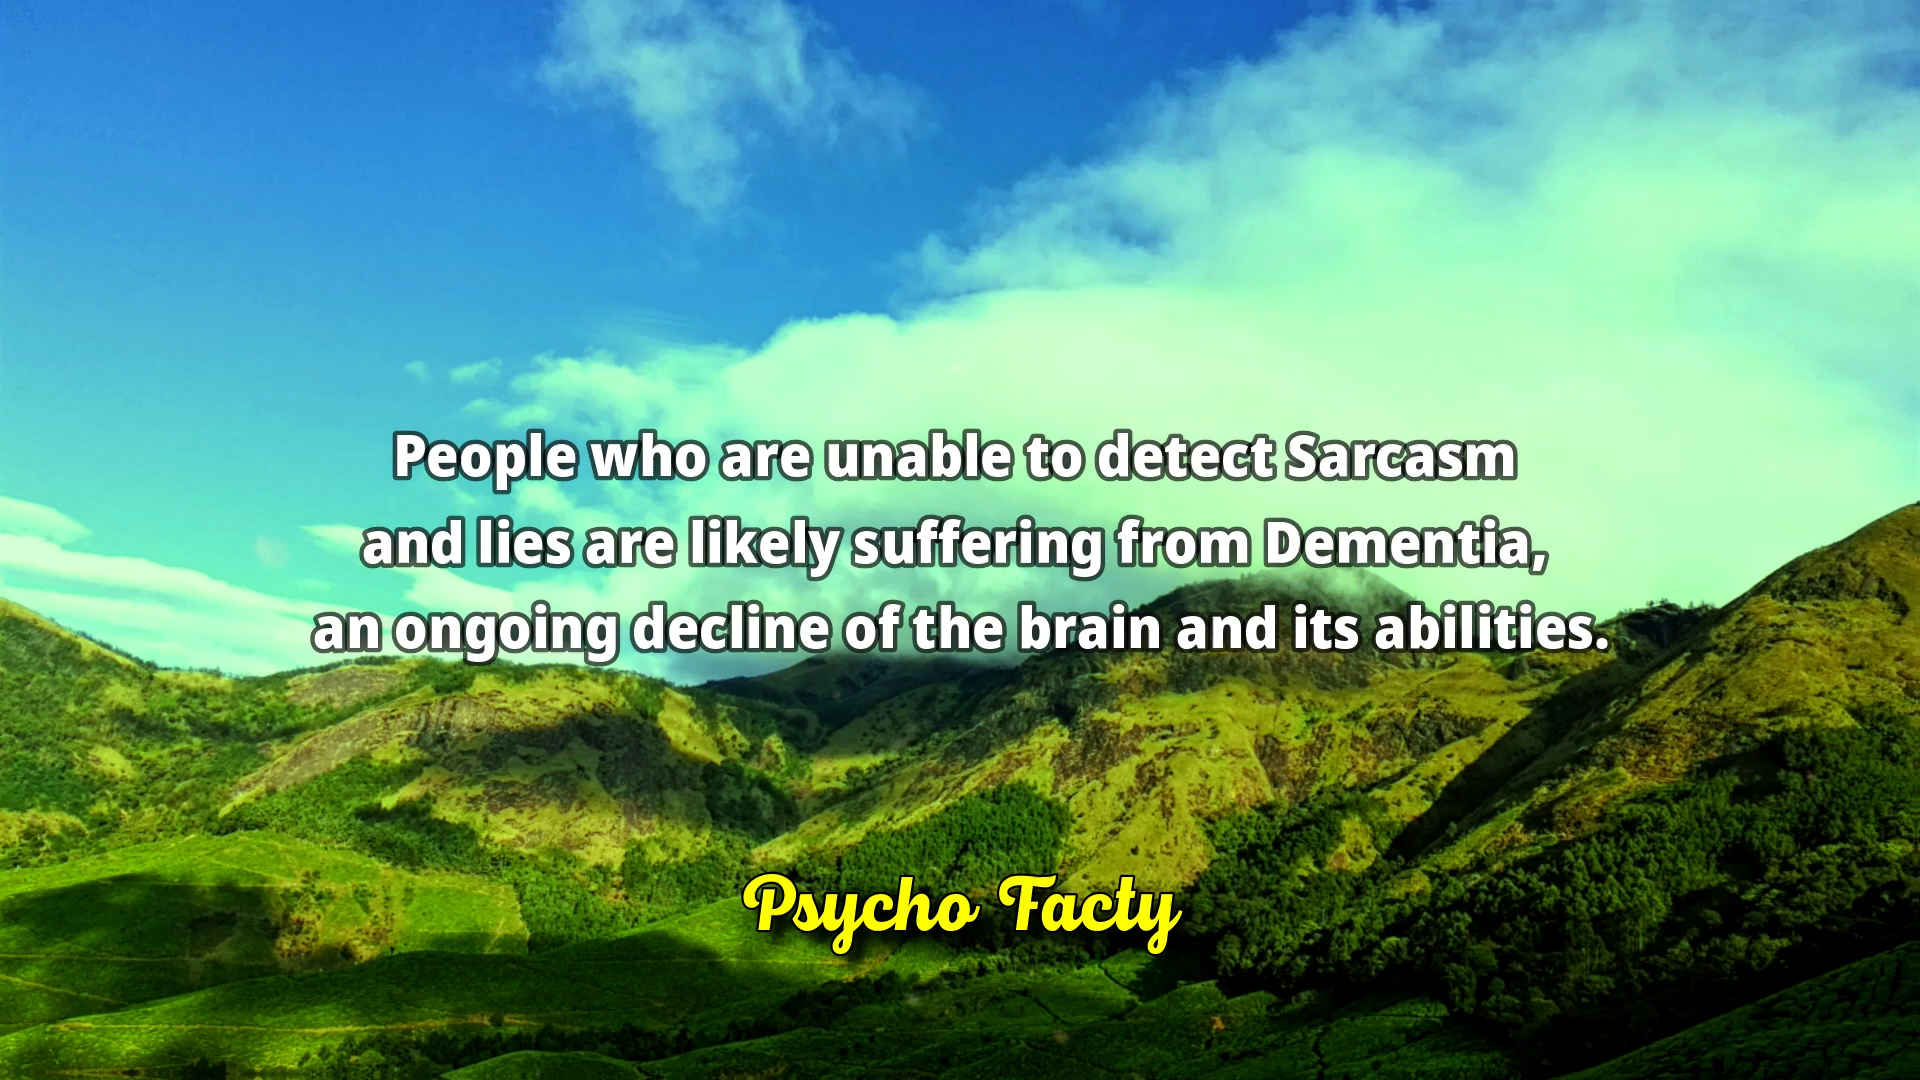 People who are unable to detect Sarcasm
and lies are likely suffering from Dementia,
an ongoing decline of the brain and its abilities.
Psycho Facty